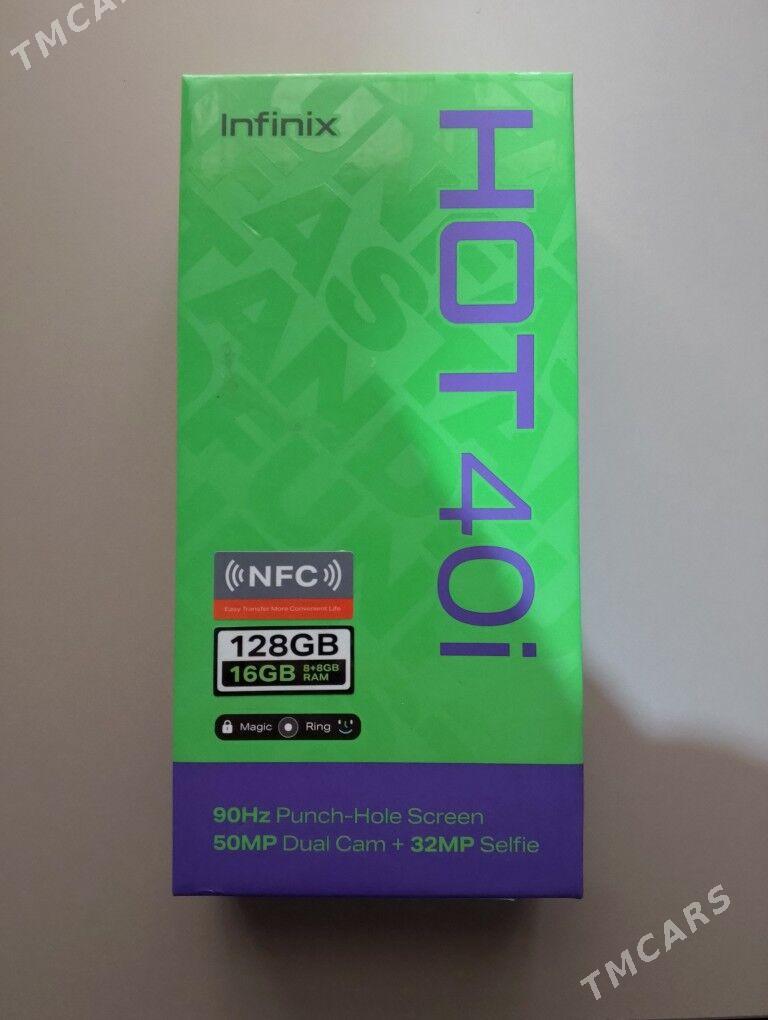 TMCARS
Infinix
HOT 40i
NFC
Easy Transfer More Convenient Life
128GB
16GB 8+8GB RAM
Magic Ring
90Hz Punch-Hole Screen
50MP Dual Cam + 32MP Selfie
TMCARS